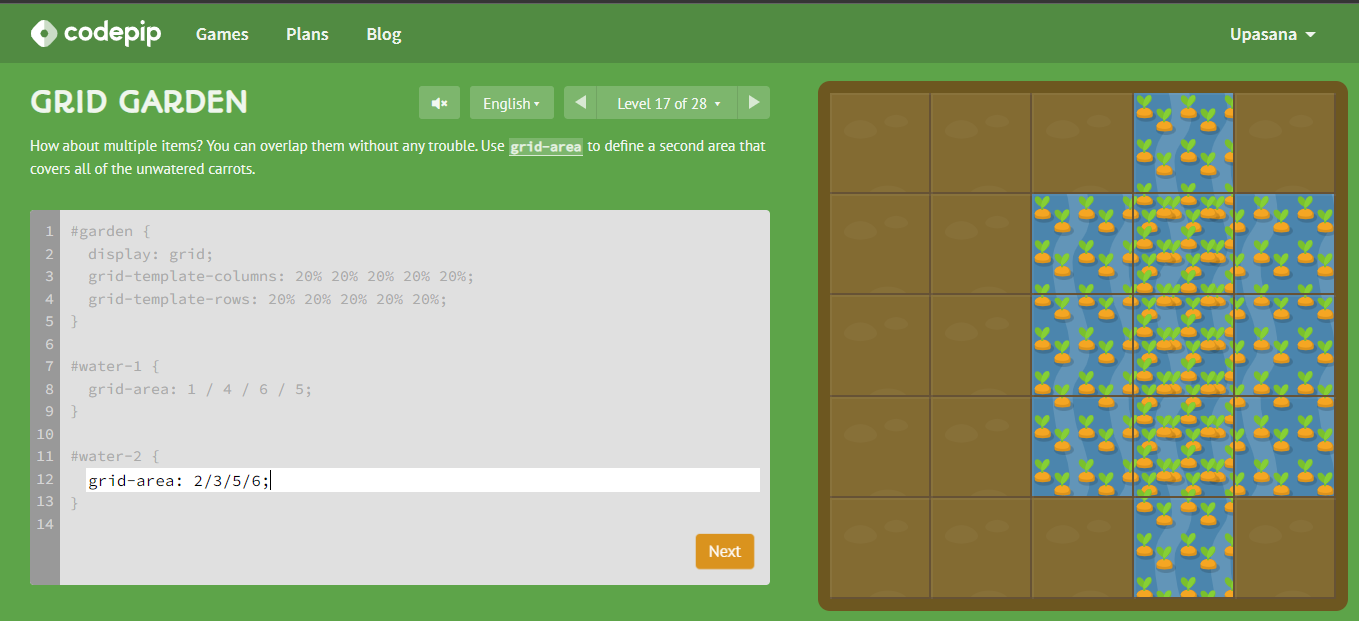 codepip Games Plans Blog Upasana
GRID GARDEN English Level 17 of 28
How about multiple items? You can overlap them without any trouble. Use grid-area to define a second area that
covers all of the unwatered carrots.
1 #garden {
2 display: grid;
3 grid-template-columns: 20% 20% 20% 20% 20%;
4 grid-template-rows: 20% 20% 20% 20% 20%;
5 }
6
7 #water-1 {
8 grid-area: 1 / 4 / 6 / 5;
9 }
10
11 #water-2 {
12 grid-area: 2/3/5/6;
13 }
14
Next